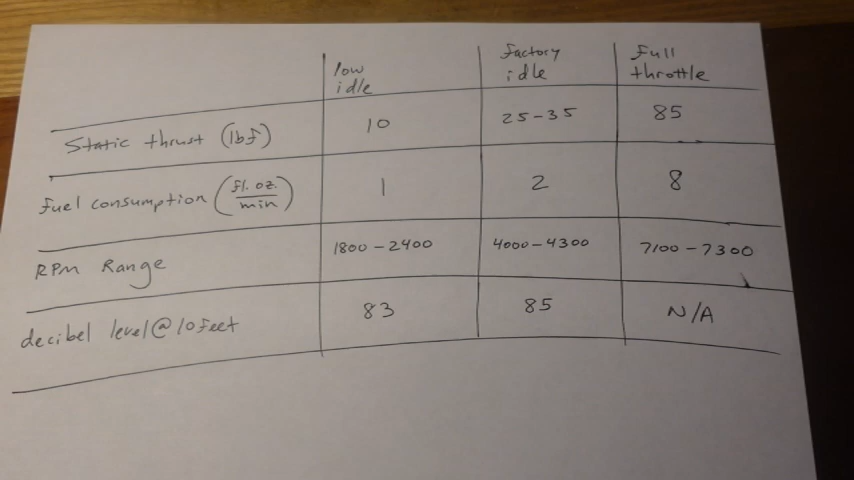 low idle | factory idle | full throttle
Static thrust (lbf) | 10 | 25-35 | 85
fuel consumption (fl. oz. / min) | 1 | 2 | 8
RPM Range | 1800-2400 | 4000-4300 | 7100-7300
decibel level@10feet | 83 | 85 | N/A